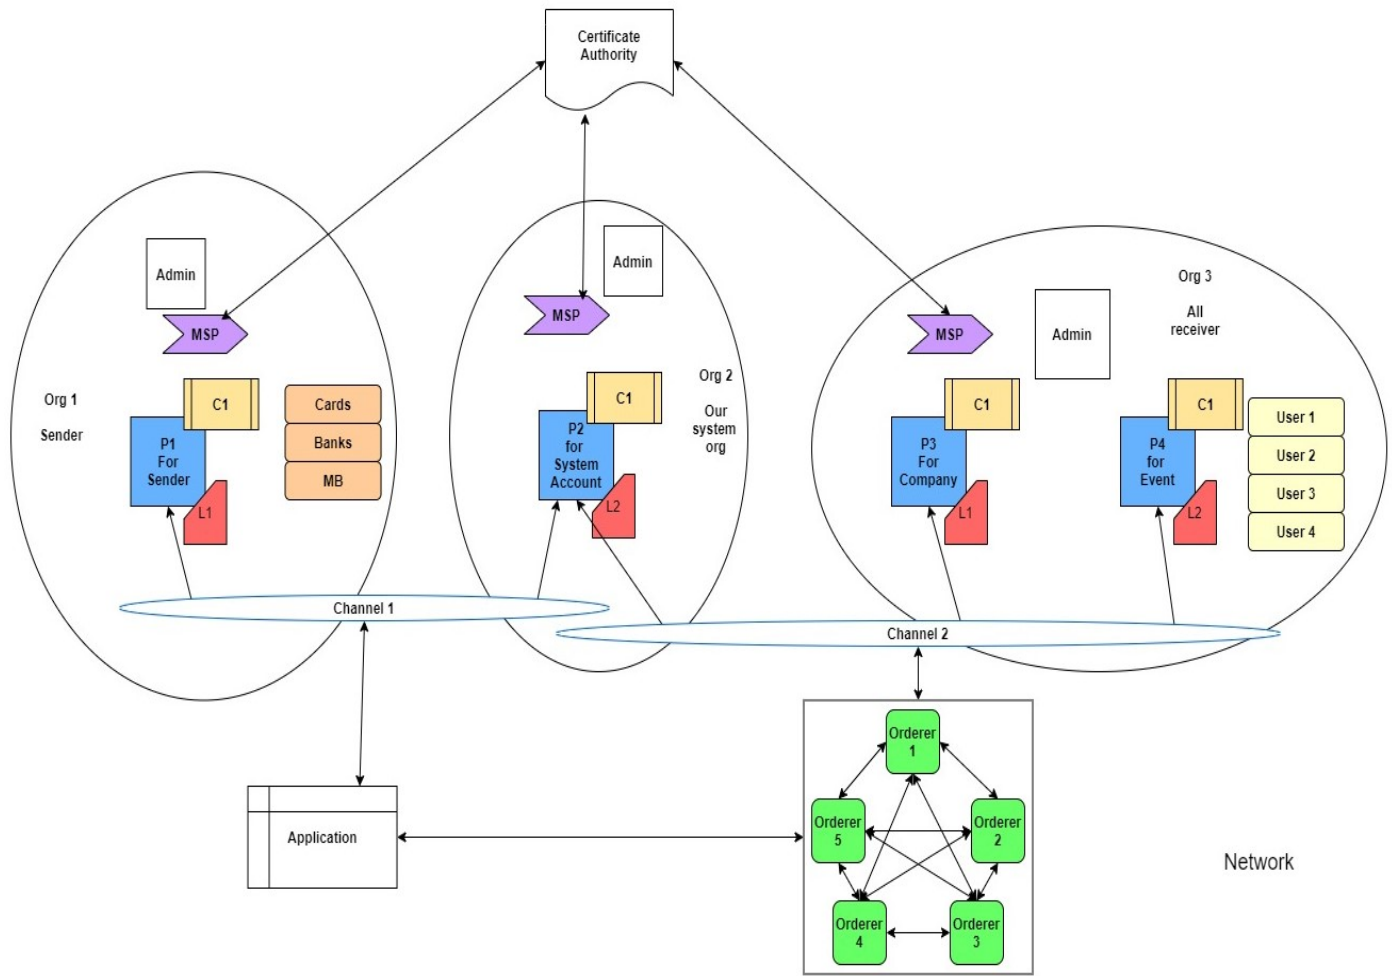 Certificate
Authority
Admin
MSP
Org 1
Sender
C1
P1
For
Sender
L1
Cards
Banks
MB
Admin
MSP
C1
P2
for
System
Account
L2
Org 2
Our
system
org
Org 3
All
receiver
MSP
Admin
C1
P3
For
Company
L1
C1
P4
for
Event
L2
User 1
User 2
User 3
User 4
Channel 1
Channel 2
Application
Orderer
1
Orderer
5
Orderer
2
Orderer
4
Orderer
3
Network